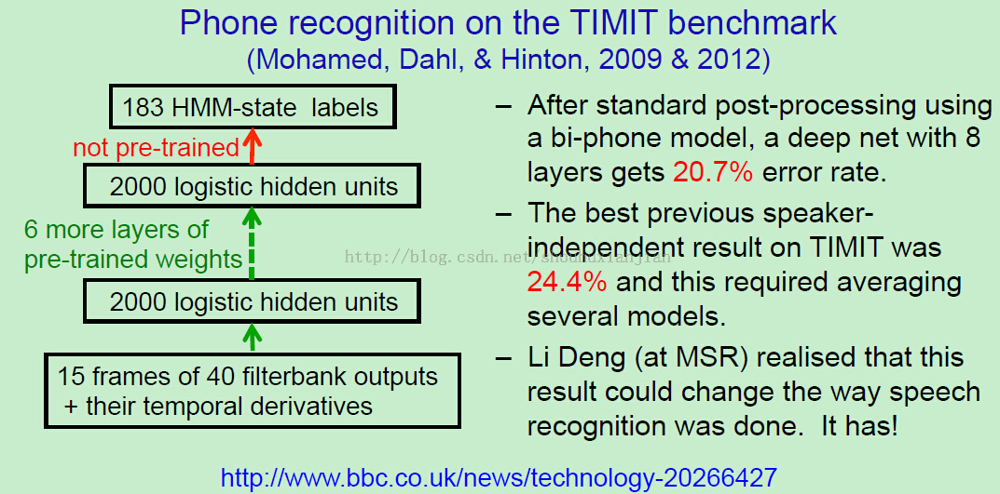 Phone recognition on the TIMIT benchmark
(Mohamed, Dahl, & Hinton, 2009 & 2012)
183 HMM-state labels
not pre-trained
2000 logistic hidden units
6 more layers of
pre-trained weights
2000 logistic hidden units
15 frames of 40 filterbank outputs
+ their temporal derivatives
– After standard post-processing using
a bi-phone model, a deep net with 8
layers gets 20.7% error rate.
– The best previous speaker-
independent result on TIMIT was
24.4% and this required averaging
several models.
– Li Deng (at MSR) realised that this
result could change the way speech
recognition was done. It has!
http://blog.csdn.net/shouhuxianjian
http://www.bbc.co.uk/news/technology-20266427